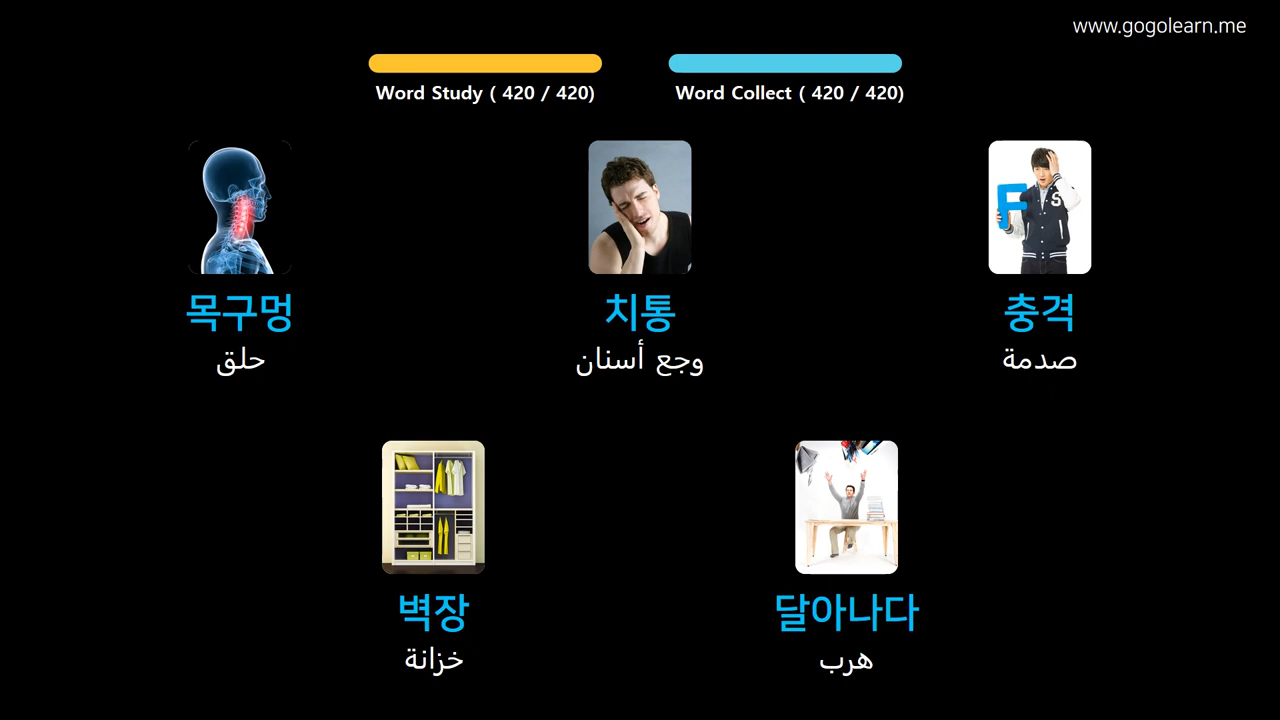 www.gogolearn.me
Word Study ( 420 / 420)
Word Collect ( 420 / 420)
F
S
목구멍
حلق
치통
وجع أسنان
충격
صدمة
벽장
خزانة
달아나다
هرب